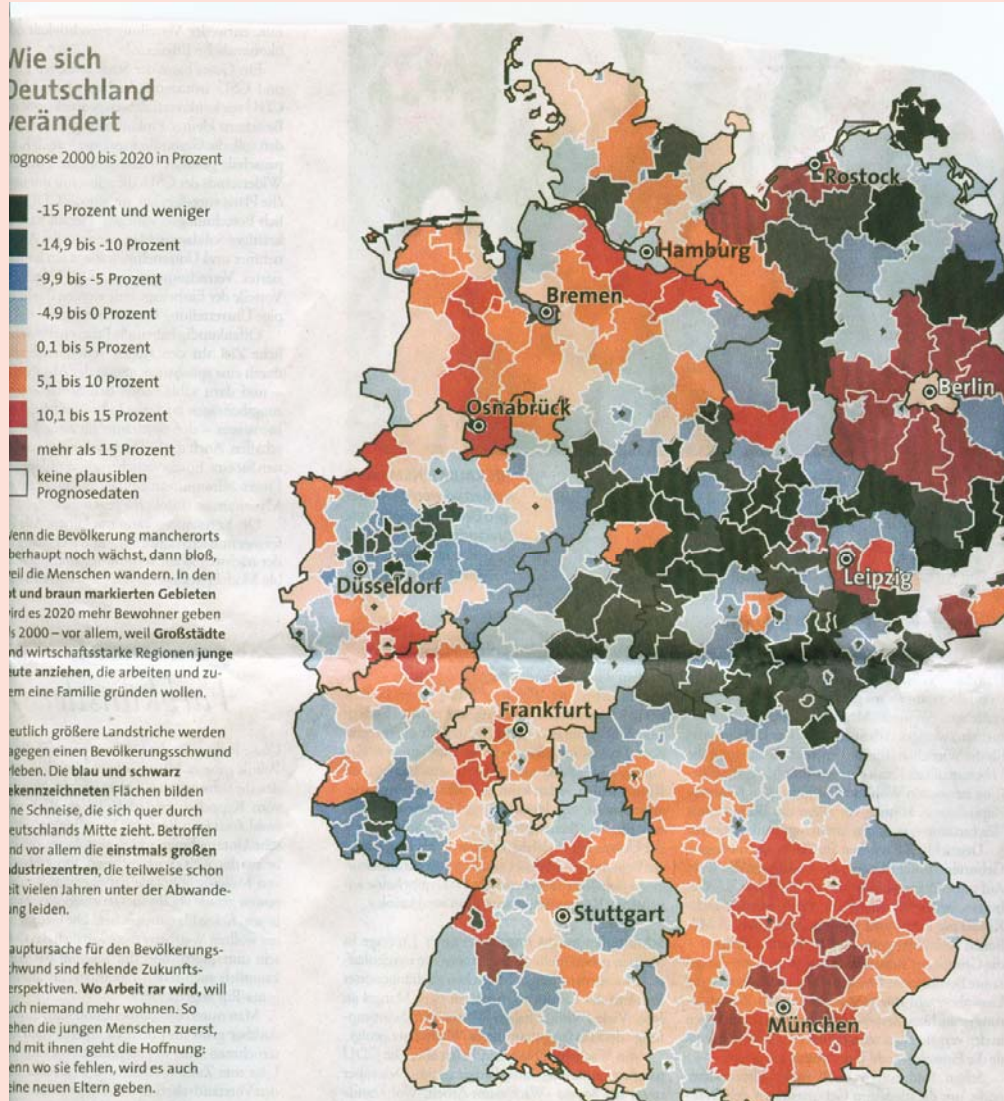 Wie sich
Deutschland
verändert
rognose 2000 bis 2020 in Prozent
-15 Prozent und weniger
-14,9 bis -10 Prozent
-9,9 bis -5 Prozent
-4,9 bis 0 Prozent
0,1 bis 5 Prozent
5,1 bis 10 Prozent
10,1 bis 15 Prozent
mehr als 15 Prozent
keine plausiblen
Prognosedaten
enn die Bevölkerung mancherorts
berhaupt noch wächst, dann bloß,
eil die Menschen wandern. In den
ot und braun markierten Gebieten
ird es 2020 mehr Bewohner geben
ls 2000 – vor allem, weil Großstädte
nd wirtschaftsstarke Regionen junge
eute anziehen, die arbeiten und zu-
em eine Familie gründen wollen.
eutlich größere Landstriche werden
agegen einen Bevölkerungsschwund
rleben. Die blau und schwarz
ekennzeichneten Flächen bilden
ne Schneise, die sich quer durch
eutschlands Mitte zieht. Betroffen
nd vor allem die einstmals großen
ndustriezentren, die teilweise schon
eit vielen Jahren unter der Abwande-
ung leiden.
auptursache für den Bevölkerungs-
chwund sind fehlende Zukunfts-
erspektiven. Wo Arbeit rar wird, will
uch niemand mehr wohnen. So
ehen die jungen Menschen zuerst,
nd mit ihnen geht die Hoffnung:
enn wo sie fehlen, wird es auch
eine neuen Eltern geben.
Rostock
Hamburg
Bremen
Berlin
Osnabrück
Düsseldorf
Leipzig
Frankfurt
Stuttgart
München